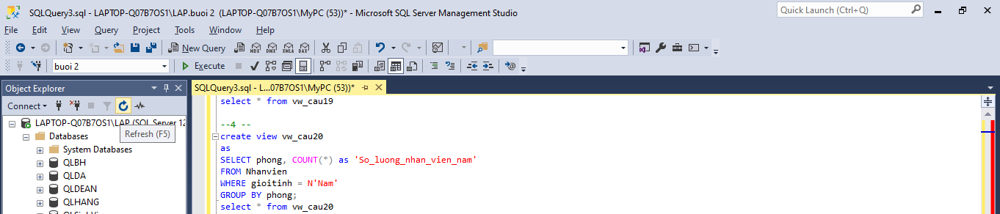 SQLQuery3.sql - LAPTOP-Q07B7OS1\LAP.buoi 2 (LAPTOP-Q07B7OS1\MyPC (53))* - Microsoft SQL Server Management Studio
Quick Launch (Ctrl+Q)
File Edit View Query Project Tools Window Help
New Query MDX DMX XMLA DAX
buoi 2 Execute
Object Explorer
SQLQuery3.sql - L...07B7OS1\MyPC (53))*
Connect
LAPTOP-Q07B7OS1\LAP (SQL Server 12
Refresh (F5)
Databases
System Databases
QLBH
QLDA
QLDEAN
QLHANG
select * from vw_cau19
--4 --
create view vw_cau20
as
SELECT phong, COUNT(*) as 'So_luong_nhan_vien_nam'
FROM Nhanvien
WHERE gioitinh = N'Nam'
GROUP BY phong;
select * from vw_cau20